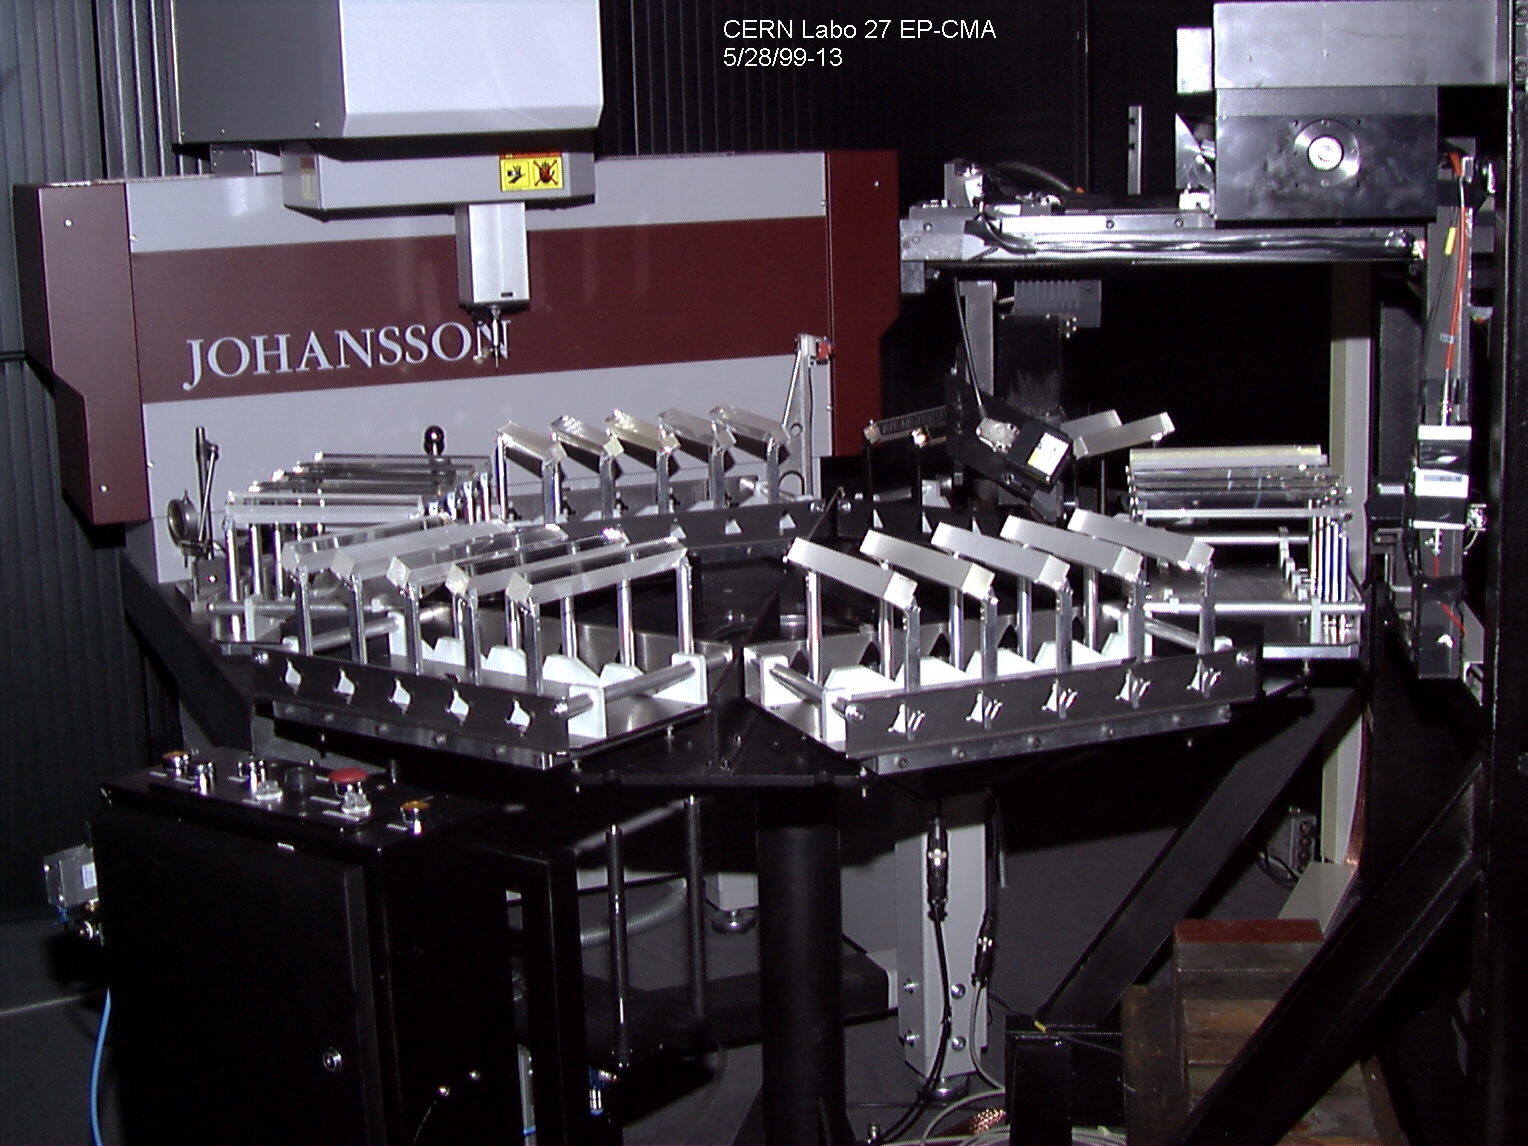 CERN Labo 27 EP-CMA
5/28/99-13
JOHANSSON